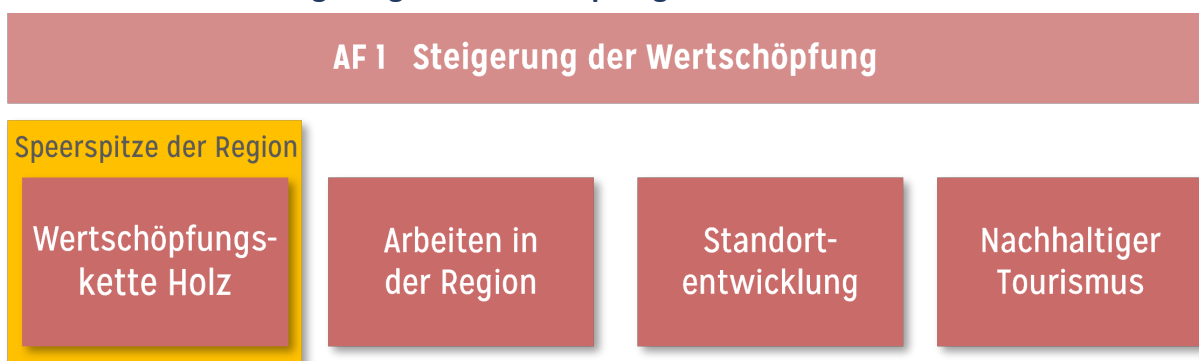 AF 1 Steigerung der Wertschöpfung
Speerspitze der Region
Wertschöpfungs-
kette Holz
Arbeiten in
der Region
Standort-
entwicklung
Nachhaltiger
Tourismus